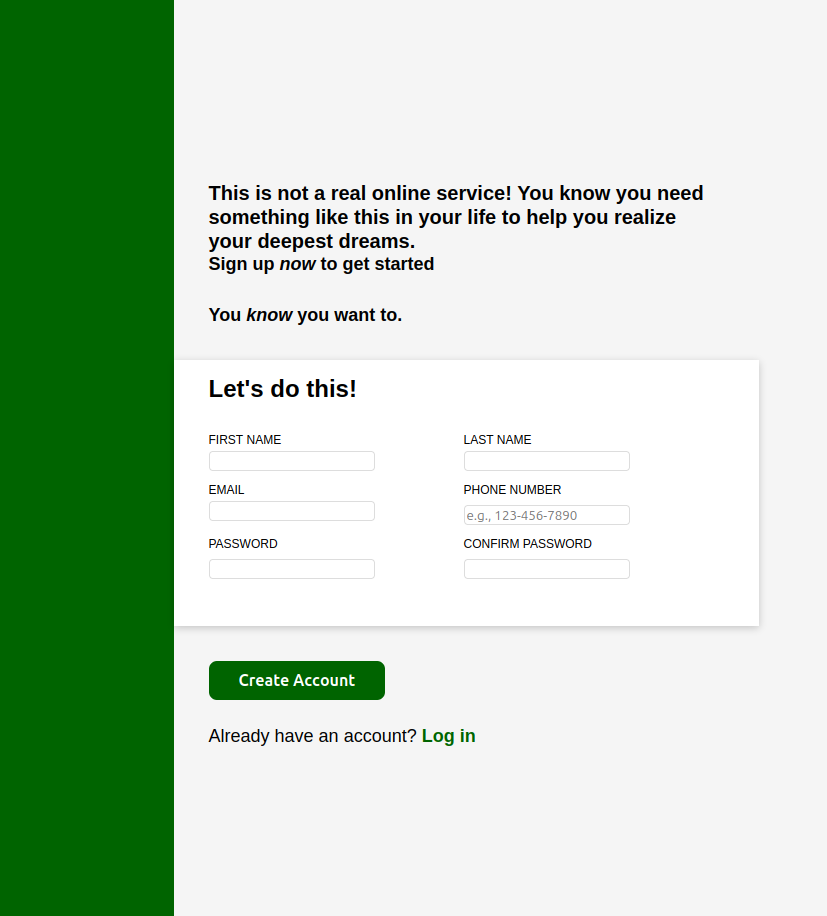 This is not a real online service! You know you need
something like this in your life to help you realize
your deepest dreams.
Sign up now to get started
You know you want to.
Let's do this!
FIRST NAME
LAST NAME
EMAIL
PHONE NUMBER
e.g., 123-456-7890
PASSWORD
CONFIRM PASSWORD
Create Account
Already have an account? Log in